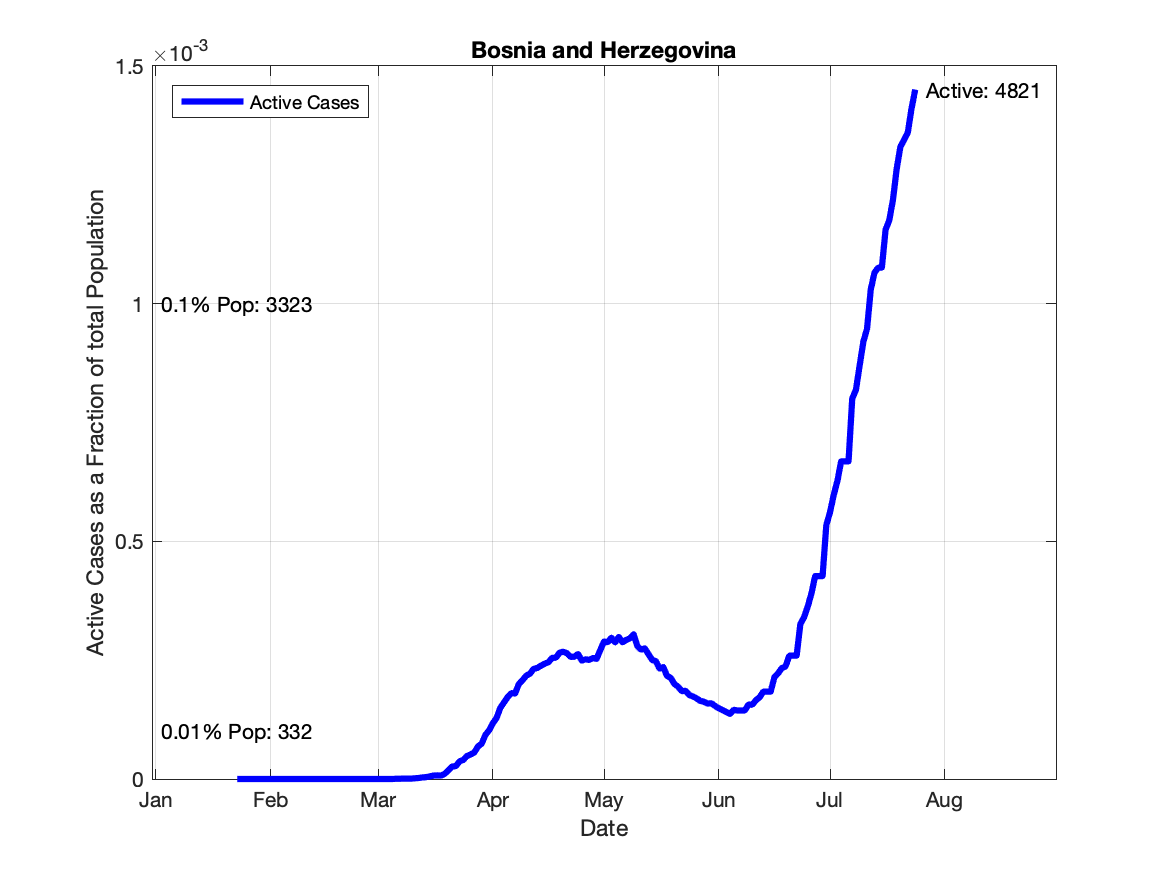 Bosnia and Herzegovina
×10-3
1.5
Active Cases
Active: 4821
1
0.1% Pop: 3323
Active Cases as a Fraction of total Population
0.5
0.01% Pop: 332
0
Jan Feb Mar Apr May Jun Jul Aug
Date